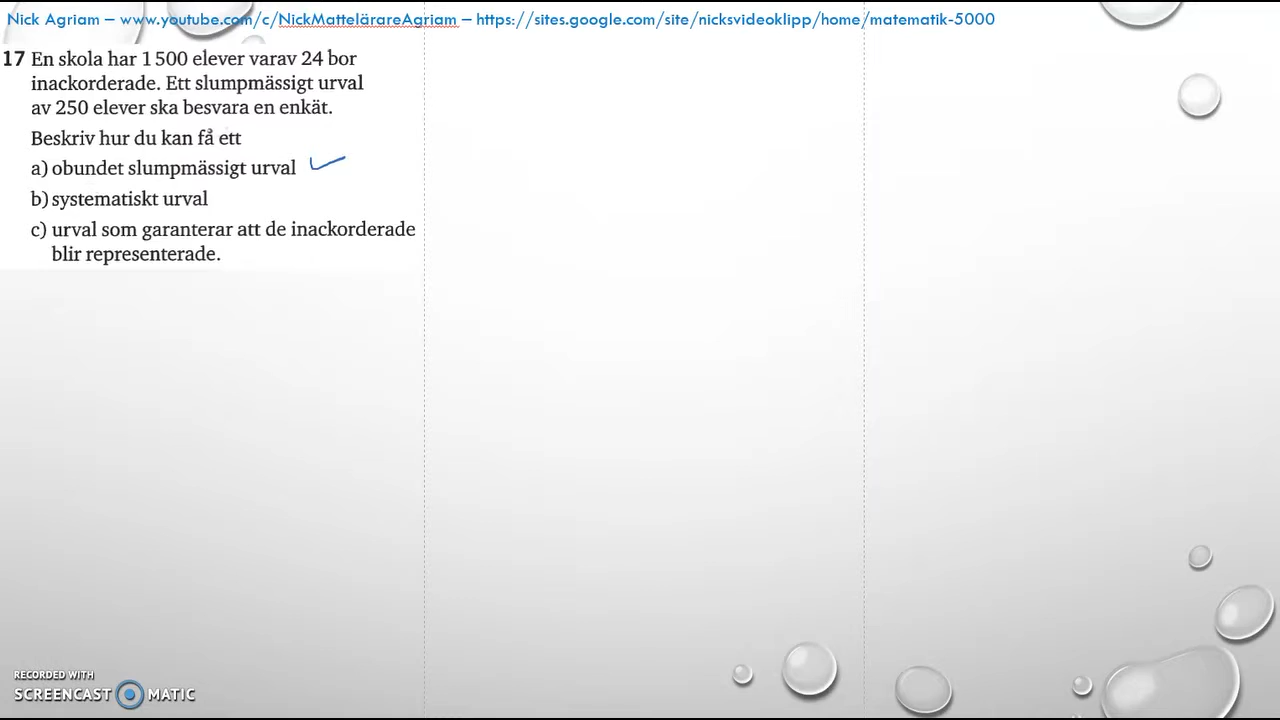 Nick Agriam – www.youtube.com/c/NickMattelärareAgriam – https://sites.google.com/site/nicksvideoklipp/home/matematik-5000
17 En skola har 1 500 elever varav 24 bor
inackorderade. Ett slumpmässigt urval
av 250 elever ska besvara en enkät.
Beskriv hur du kan få ett
a) obundet slumpmässigt urval
b) systematiskt urval
c) urval som garanterar att de inackorderade
blir representerade.
RECORDED WITH
SCREENCAST MATIC